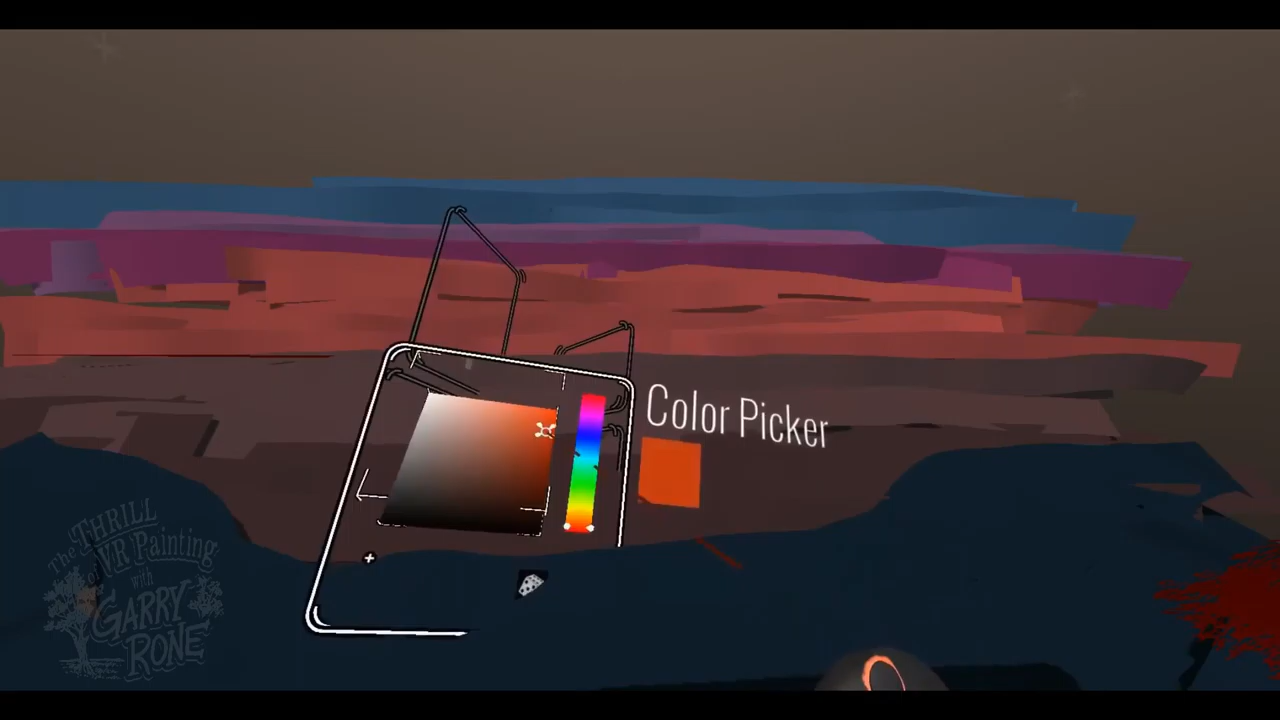 Color Picker
The THRILL
of VR Painting
with
GARRY
RONE